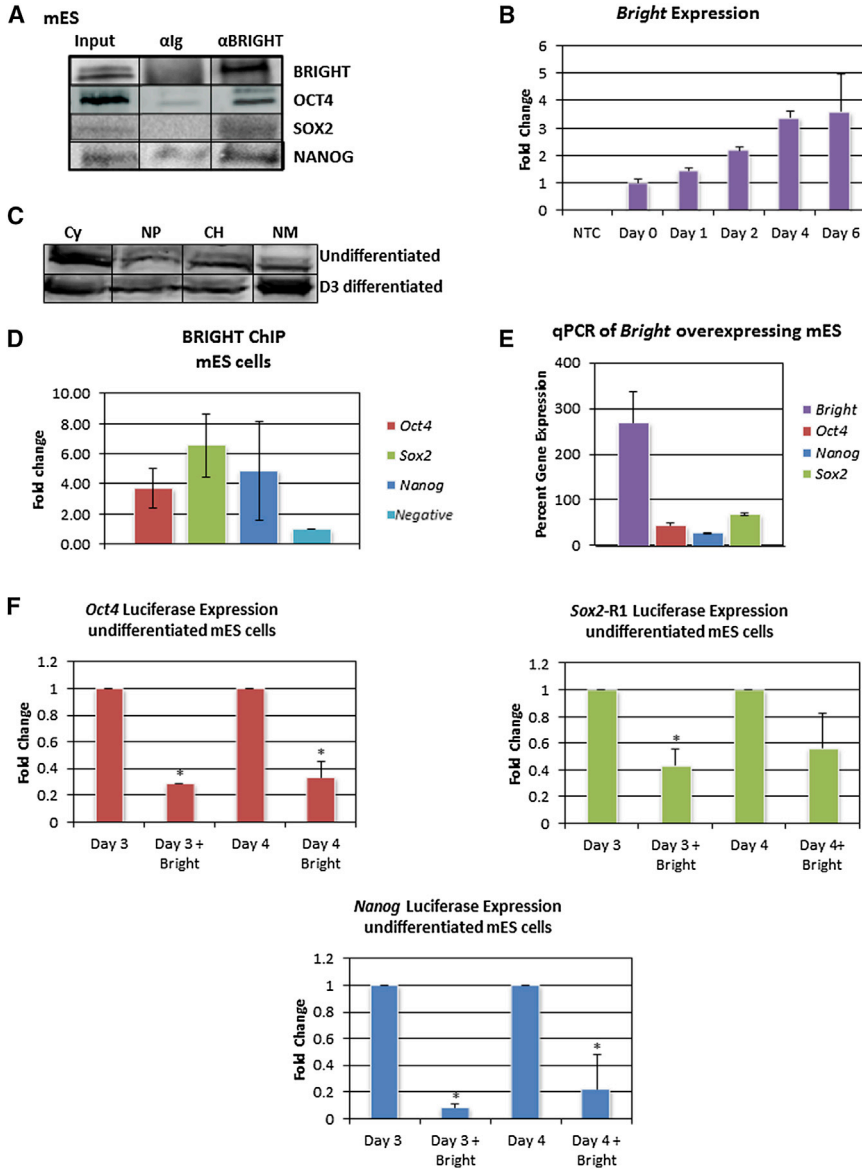 A
mES
Input αIg αBRIGHT
BRIGHT
OCT4
SOX2
NANOG
B
Bright Expression
Fold Change
6
5
4
3
2
1
0
NTC Day 0 Day 1 Day 2 Day 4 Day 6
C
Cy NP CH NM
Undifferentiated
D3 differentiated
D
BRIGHT ChIP
mES cells
Fold change
10.00
8.00
6.00
4.00
2.00
0.00
Oct4
Sox2
Nanog
Negative
E
qPCR of Bright overexpressing mES
Percent Gene Expression
400
300
200
100
0
Bright
Oct4
Nanog
Sox2
F
Oct4 Luciferase Expression
undifferentiated mES cells
Fold Change
1.2
1
0.8
0.6
0.4
0.2
0
*
*
Day 3 Day 3 + Bright Day 4 Day 4 + Bright
Sox2-R1 Luciferase Expression
undifferentiated mES cells
Fold Change
1.2
1
0.8
0.6
0.4
0.2
0
*
Day 3 Day 3 + Bright Day 4 Day 4+ Bright
Nanog Luciferase Expression
undifferentiated mES cells
Fold Change
1.2
1
0.8
0.6
0.4
0.2
0
*
*
Day 3 Day 3 + Bright Day 4 Day 4 + Bright